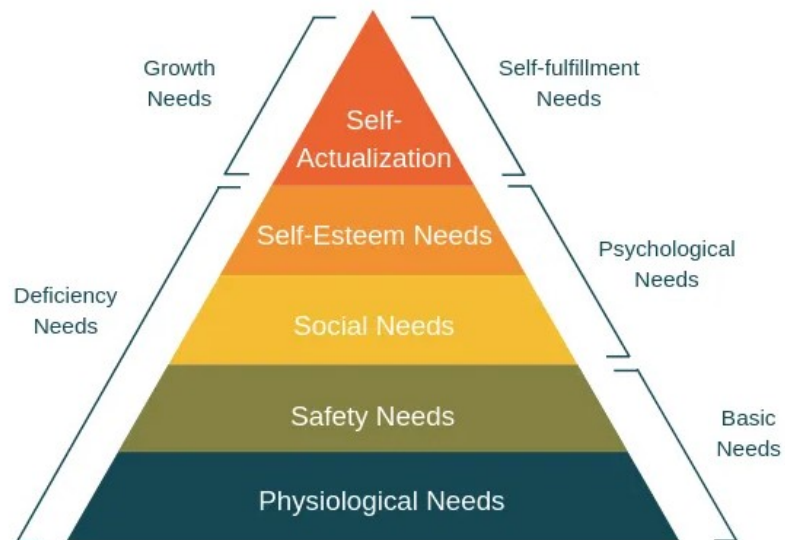 Growth
Needs
Self-fulfillment
Needs
Self-
Actualization
Self-Esteem Needs
Psychological
Needs
Deficiency
Needs
Social Needs
Safety Needs
Basic
Needs
Physiological Needs